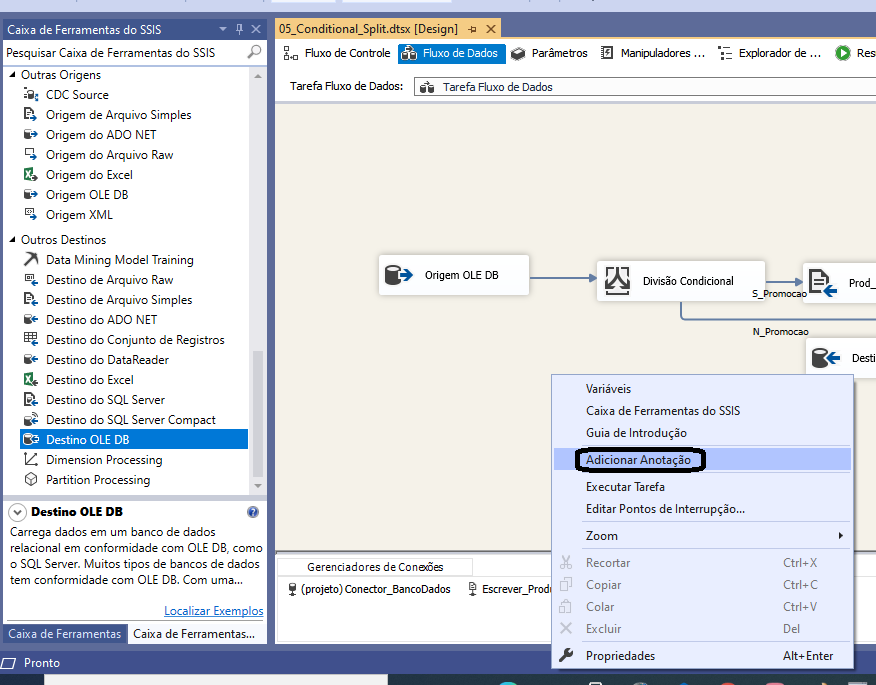 Caixa de Ferramentas do SSIS
Pesquisar Caixa de Ferramentas do SSIS
Outras Origens
CDC Source
Origem de Arquivo Simples
Origem do ADO NET
Origem do Arquivo Raw
Origem do Excel
Origem OLE DB
Origem XML
Outros Destinos
Data Mining Model Training
Destino de Arquivo Raw
Destino de Arquivo Simples
Destino do ADO NET
Destino do Conjunto de Registros
Destino do DataReader
Destino do Excel
Destino do SQL Server
Destino do SQL Server Compact
Destino OLE DB
Dimension Processing
Partition Processing
Destino OLE DB
Carrega dados em um banco de dados
relacional em conformidade com OLE DB, como
o SQL Server. Muitos tipos de bancos de dados
tem conformidade com OLE DB. Com uma...
Localizar Exemplos
Caixa de Ferramentas
Caixa de Ferramentas...
Pronto
05_Conditional_Split.dtsx [Design]
Fluxo de Controle
Fluxo de Dados
Parâmetros
Manipuladores ...
Explorador de ...
Res
Tarefa Fluxo de Dados:
Tarefa Fluxo de Dados
Origem OLE DB
Divisão Condicional
S_Promocao
Prod_
N_Promocao
Desti
Variáveis
Caixa de Ferramentas do SSIS
Guia de Introdução
Adicionar Anotação
Executar Tarefa
Editar Pontos de Interrupção...
Zoom
Recortar Ctrl+X
Copiar Ctrl+C
Colar Ctrl+V
Excluir Del
Propriedades Alt+Enter
Gerenciadores de Conexões
(projeto) Conector_BancoDados
Escrever_Produ